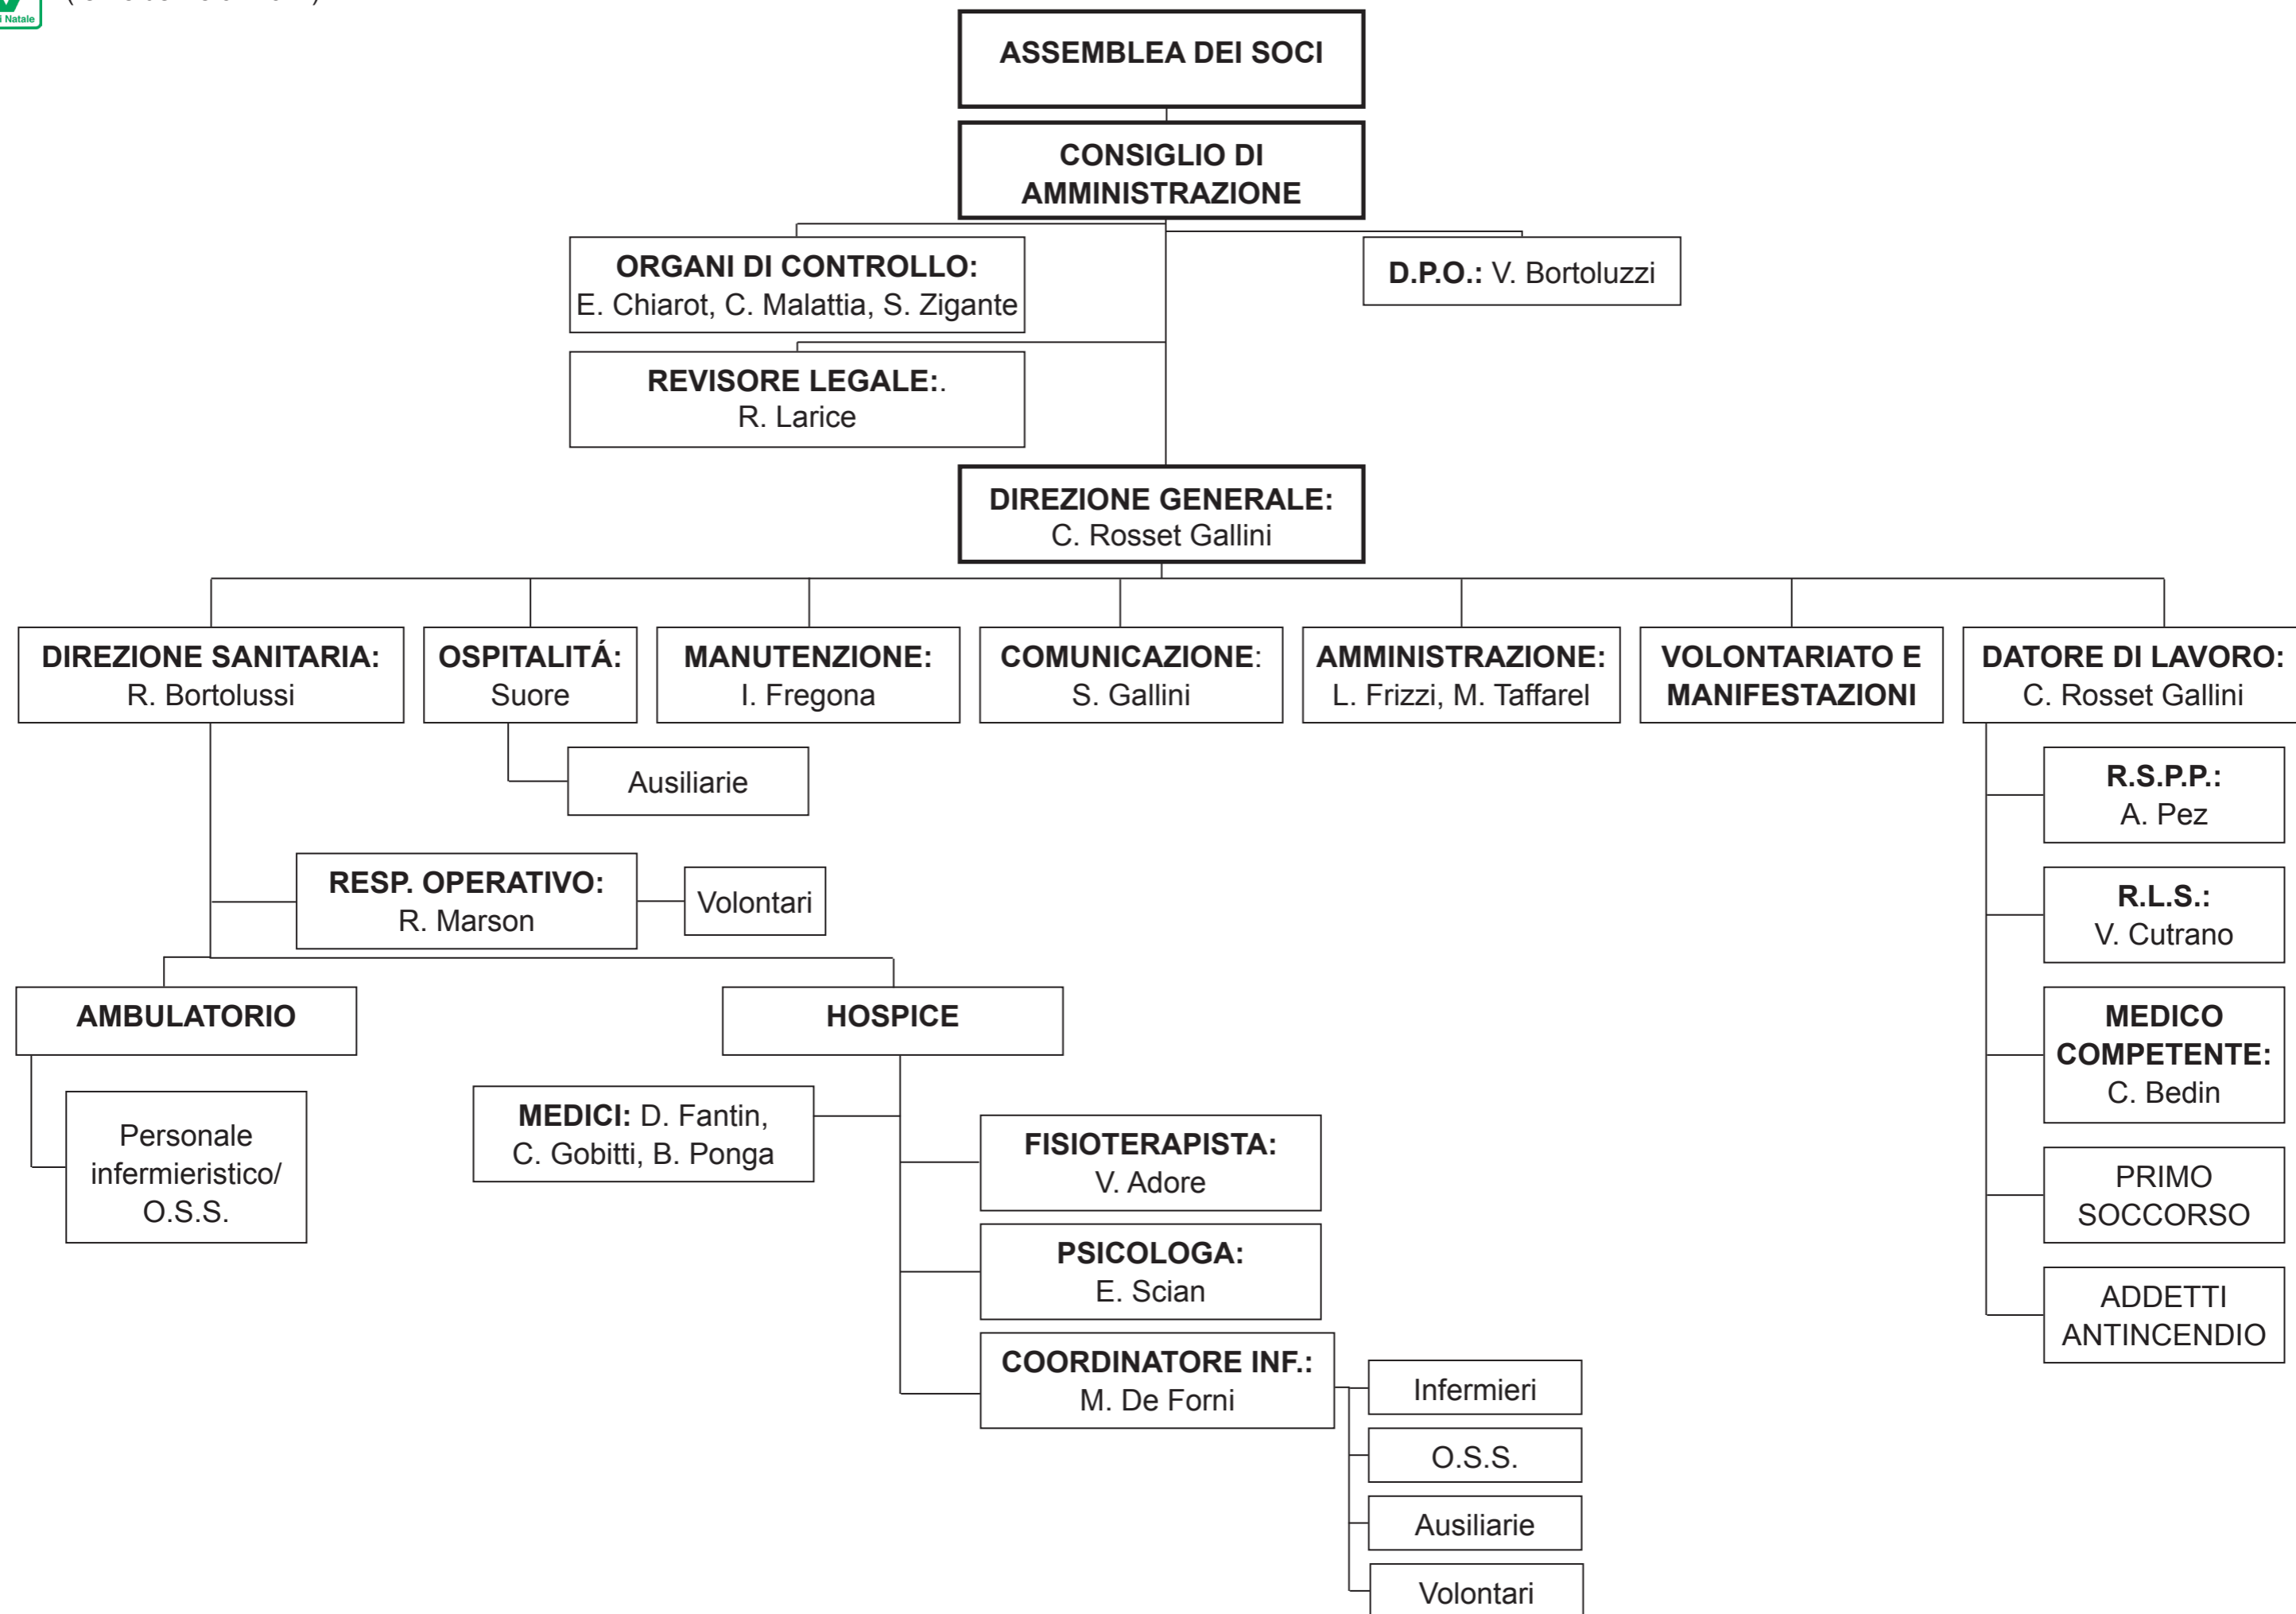 i Natale
ASSEMBLEA DEI SOCI
CONSIGLIO DI
AMMINISTRAZIONE
ORGANI DI CONTROLLO:
E. Chiarot, C. Malattia, S. Zigante
D.P.O.: V. Bortoluzzi
REVISORE LEGALE:.
R. Larice
DIREZIONE GENERALE:
C. Rosset Gallini
DIREZIONE SANITARIA:
R. Bortolussi
OSPITALITÁ:
Suore
MANUTENZIONE:
I. Fregona
COMUNICAZIONE:
S. Gallini
AMMINISTRAZIONE:
L. Frizzi, M. Taffarel
VOLONTARIATO E
MANIFESTAZIONI
DATORE DI LAVORO:
C. Rosset Gallini
Ausiliarie
R.S.P.P.:
A. Pez
RESP. OPERATIVO:
R. Marson
Volontari
R.L.S.:
V. Cutrano
AMBULATORIO
HOSPICE
MEDICO
COMPETENTE:
C. Bedin
Personale
infermieristico/
O.S.S.
MEDICI: D. Fantin,
C. Gobitti, B. Ponga
FISIOTERAPISTA:
V. Adore
PRIMO
SOCCORSO
PSICOLOGA:
E. Scian
ADDETTI
ANTINCENDIO
COORDINATORE INF.:
M. De Forni
Infermieri
O.S.S.
Ausiliarie
Volontari